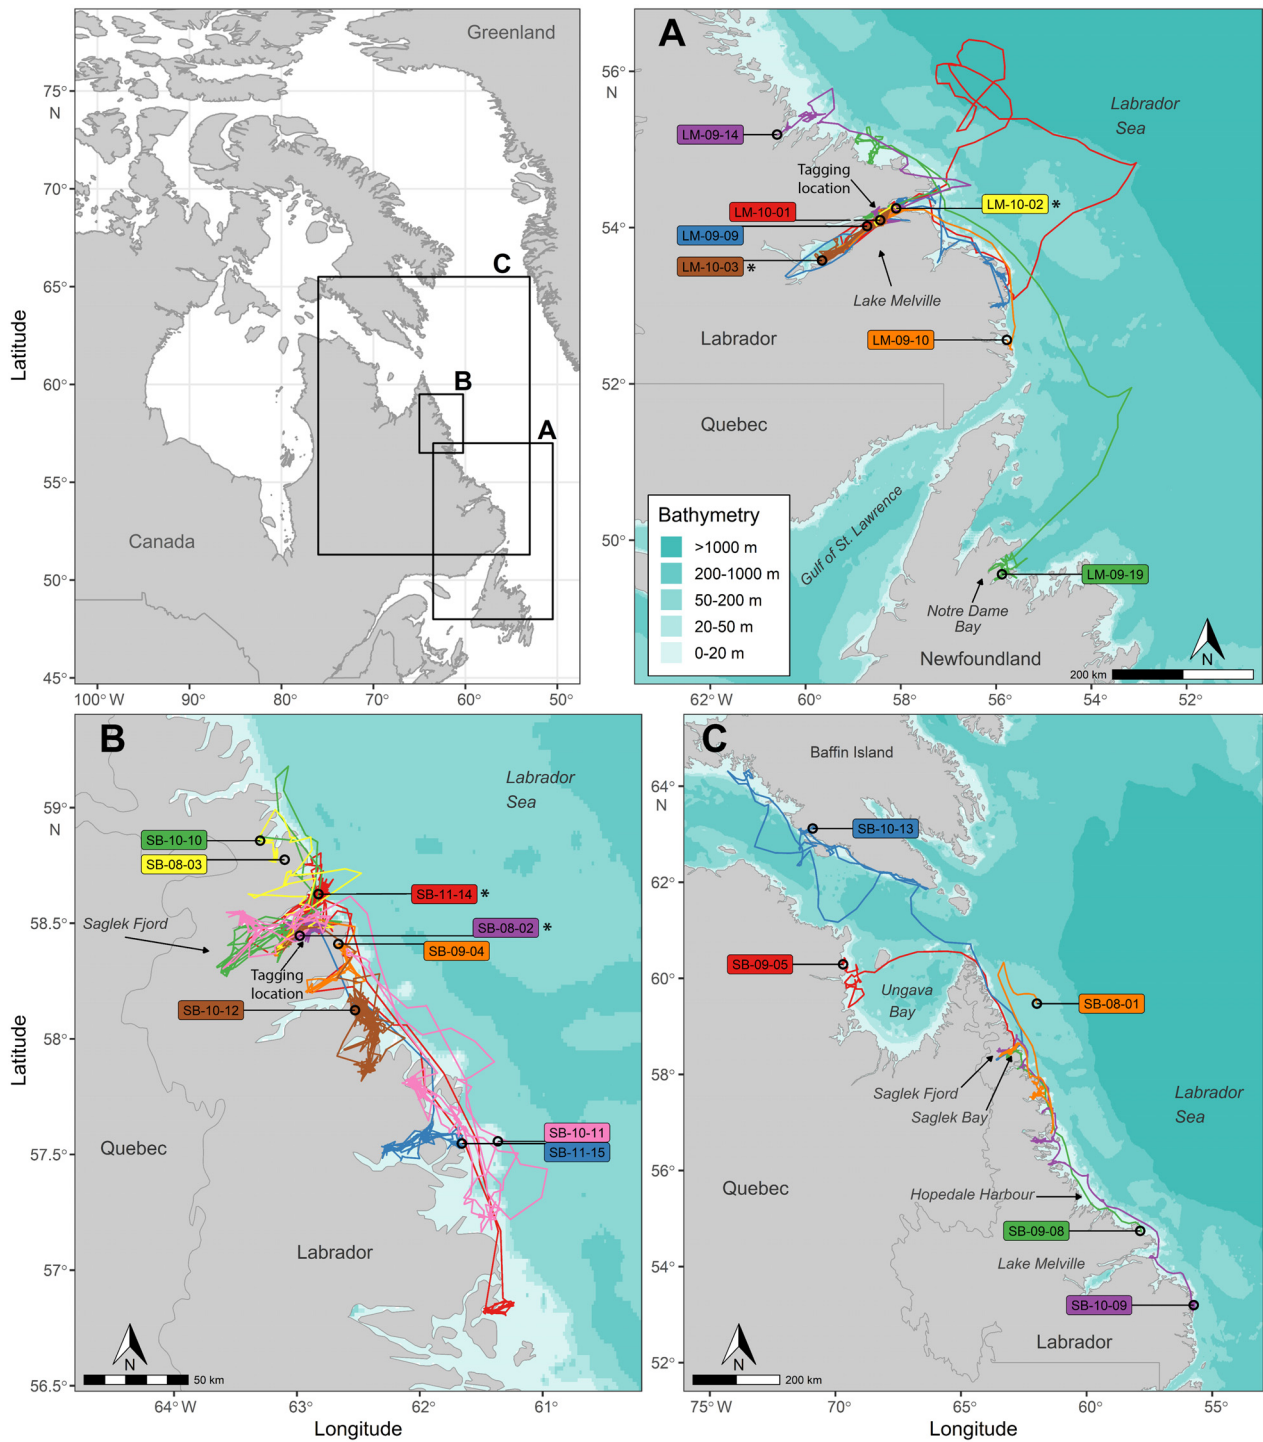 Greenland
75°
N
70°
65°
60°
55°
50°
45°
Latitude
C
B
A
Canada
100°W
90°
80°
70°
60°
50°
A
56°
N
54°
52°
50°
Labrador
Sea
LM-09-14
Tagging
location
LM-10-02 *
LM-10-01
LM-09-09
LM-10-03 *
Lake Melville
Labrador
LM-09-10
Quebec
Gulf of St. Lawrence
Bathymetry
>1000 m
200-1000 m
50-200 m
20-50 m
0-20 m
LM-09-19
Notre Dame
Bay
Newfoundland
N
200 km
62°W
60°
58°
56°
54°
52°
B
Labrador
Sea
59°
N
58.5°
58°
57.5°
57°
56.5°
Latitude
SB-10-10
SB-08-03
SB-11-14 *
Saglek Fjord
SB-08-02 *
SB-09-04
Tagging
location
SB-10-12
SB-10-11
SB-11-15
Quebec
Labrador
N
50 km
64°W
63°
62°
61°
Longitude
C
Baffin Island
64°
N
62°
60°
58°
56°
54°
52°
SB-10-13
SB-09-05
Ungava
Bay
SB-08-01
Saglek Fjord
Saglek Bay
Labrador
Sea
Quebec
Hopedale Harbour
SB-09-08
Lake Melville
SB-10-09
Labrador
N
200 km
75°W
70°
65°
60°
55°
Longitude